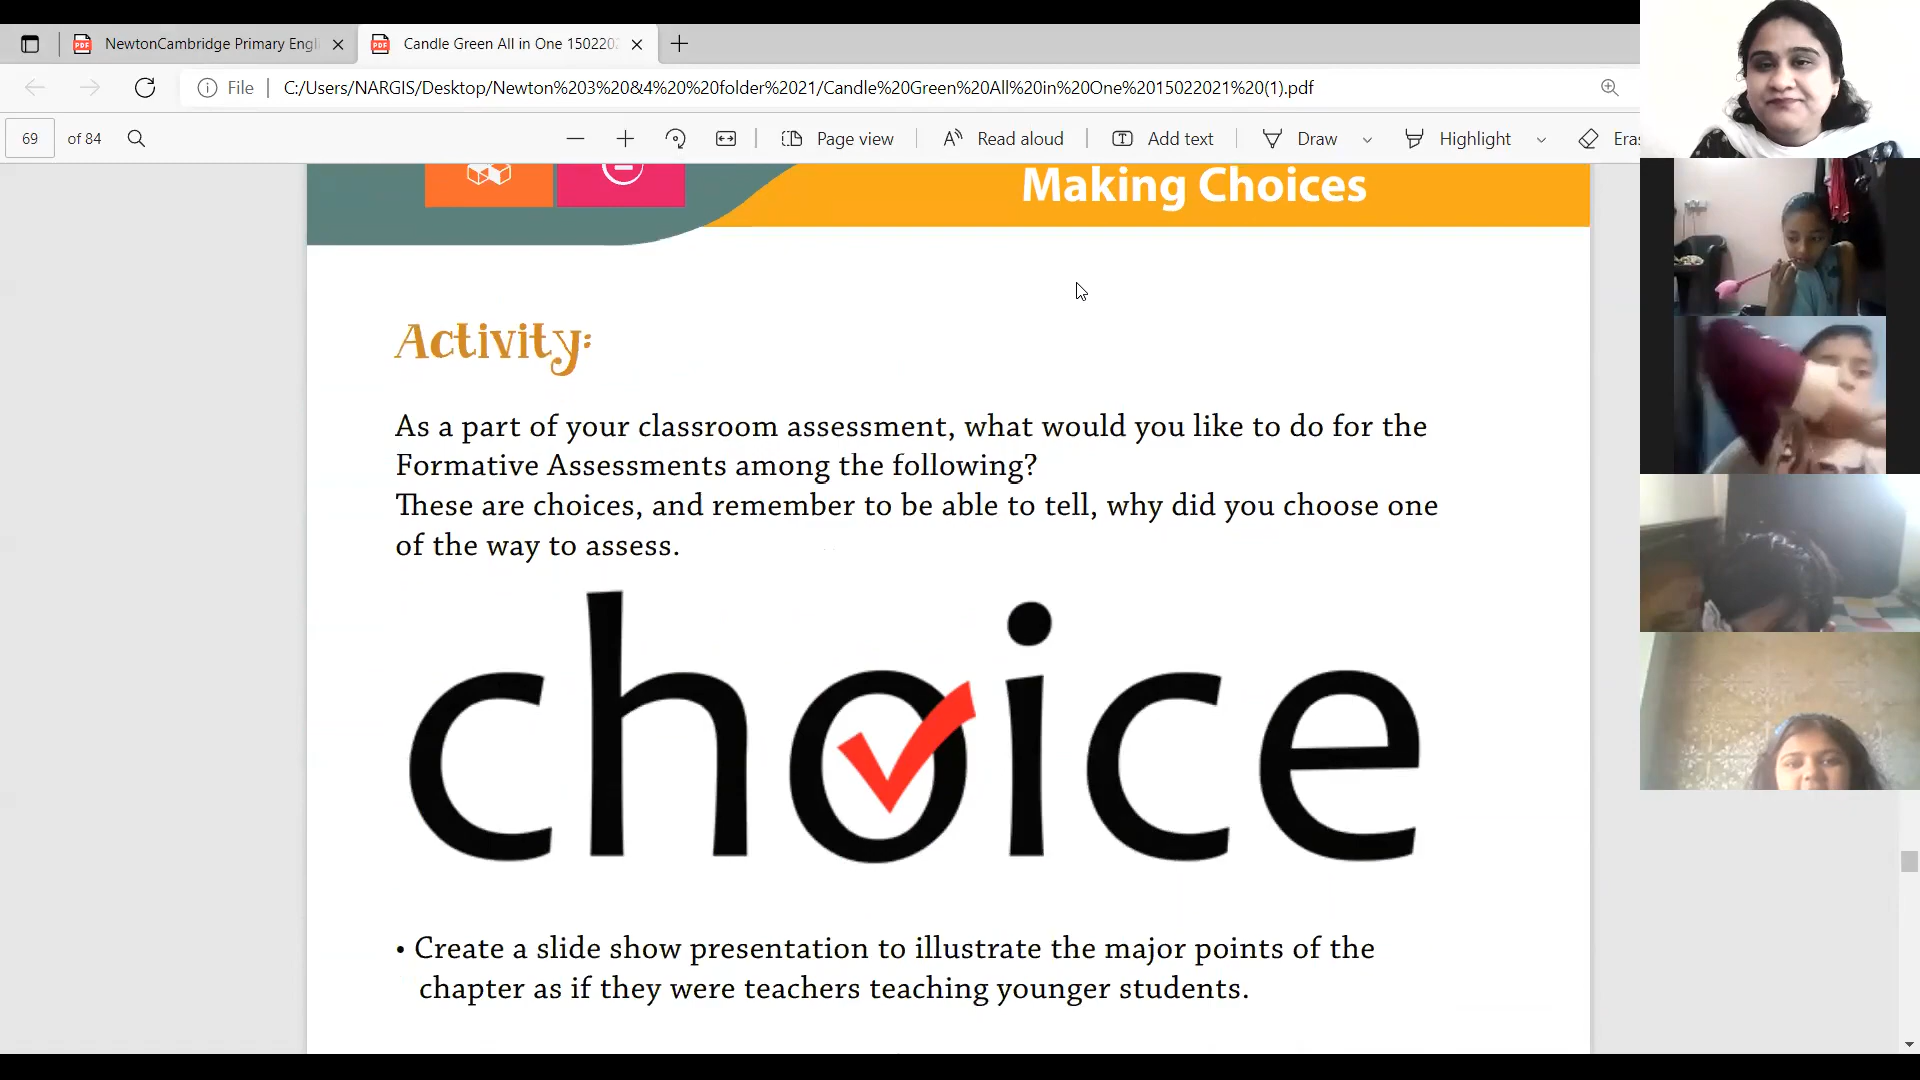 NewtonCambridge Primary Engl
Candle Green All in One 1502202
File
C:/Users/NARGIS/Desktop/Newton%203%20&4%20%20folder%2021/Candle%20Green%20All%20in%20One%2015022021%20(1).pdf
69 of 84
Page view
Read aloud
Add text
Draw
Highlight
Eras
Making Choices
Activity:
As a part of your classroom assessment, what would you like to do for the
Formative Assessments among the following?
These are choices, and remember to be able to tell, why did you choose one
of the way to assess.
choice
• Create a slide show presentation to illustrate the major points of the
chapter as if they were teachers teaching younger students.